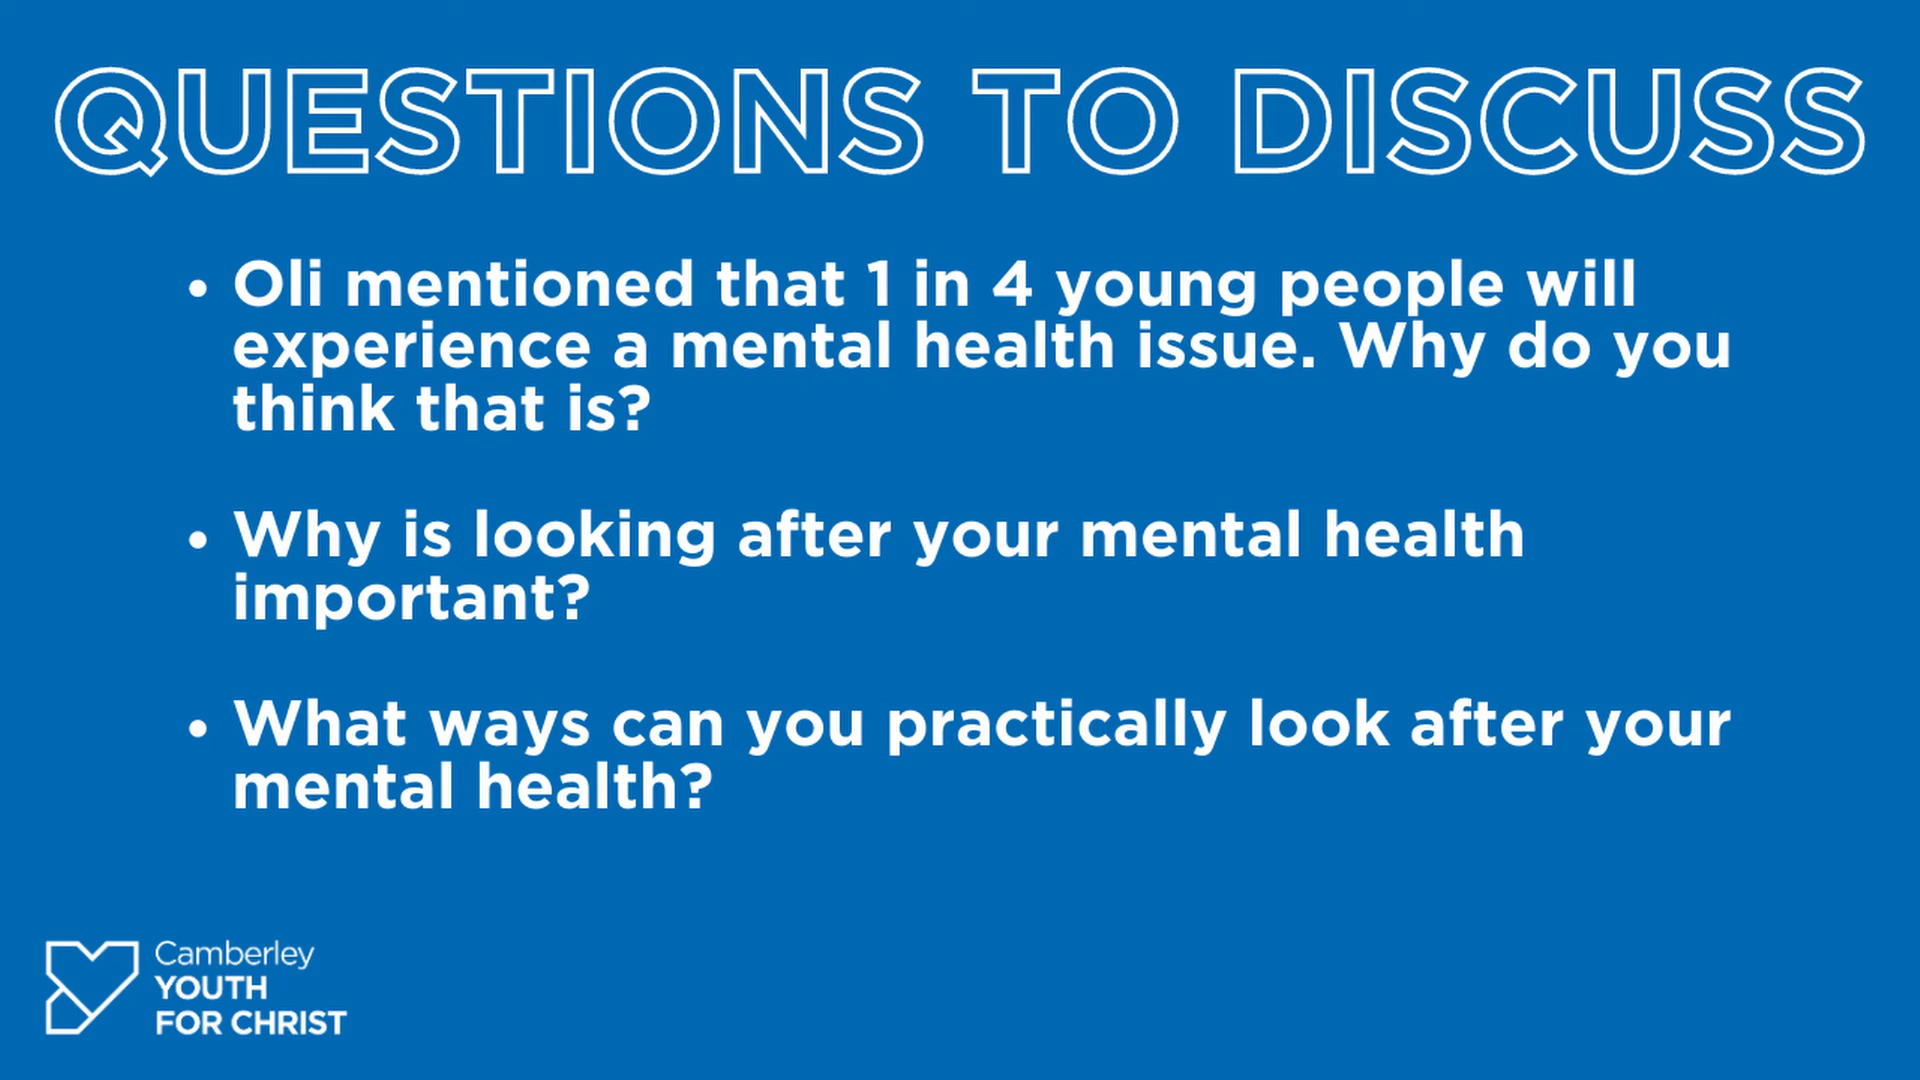 QUESTIONS TO DISCUSS
• Oli mentioned that 1 in 4 young people will
experience a mental health issue. Why do you
think that is?
• Why is looking after your mental health
important?
• What ways can you practically look after your
mental health?
Camberley
YOUTH
FOR CHRIST